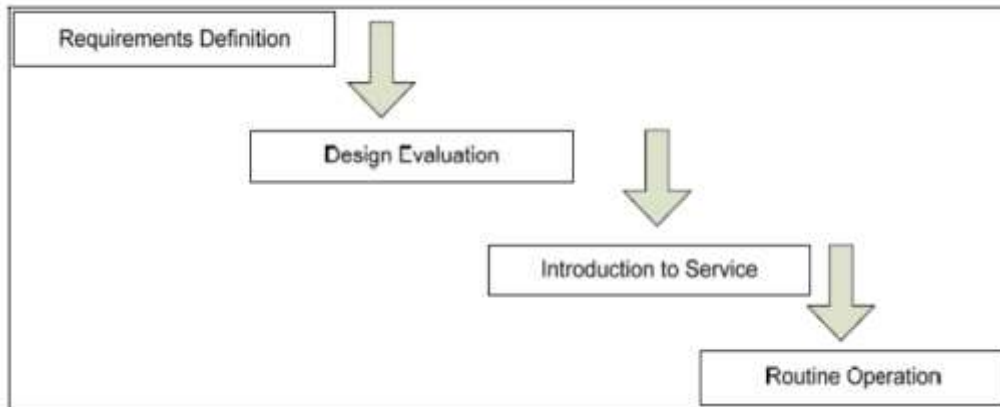 Requirements Definition
Design Evaluation
Introduction to Service
Routine Operation